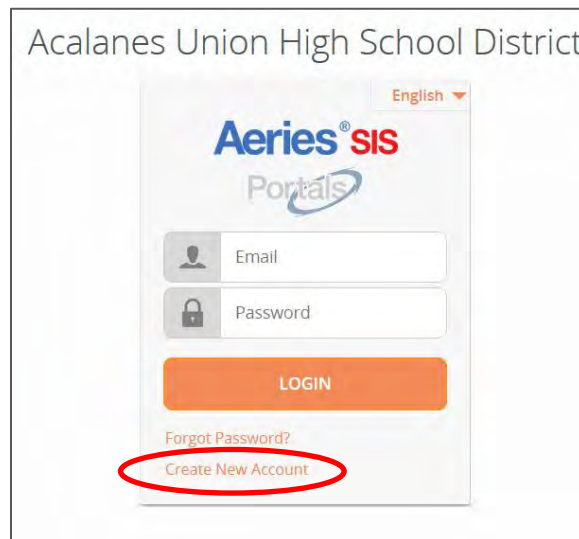 Acalanes Union High School District
English
Aeries® SIS
Portals
Email
Password
LOGIN
Forgot Password?
Create New Account